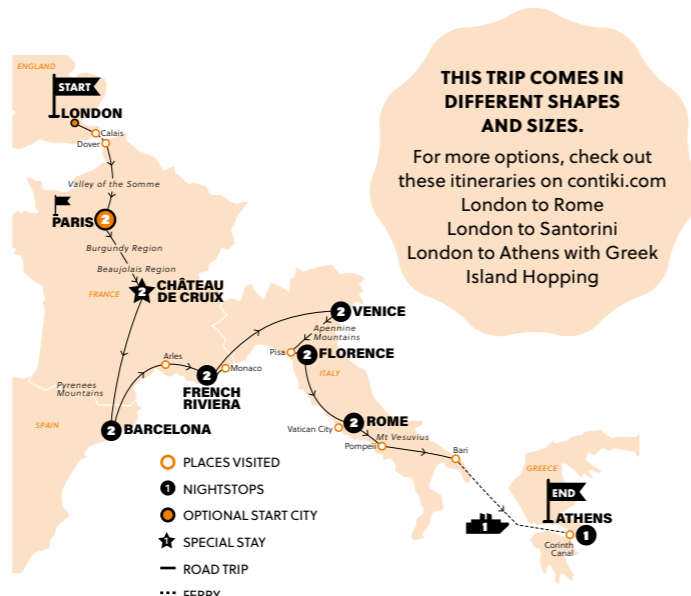 ENGLAND
START
LONDON
Calais
Dover
Valley of the Somme
PARIS 2
Burgundy Region
Beaujolais Region
FRANCE
2 CHÂTEAU
DE CRUIX
2 VENICE
Apennine
Mountains
Pisa
2 FLORENCE
ITALY
Arles
Monaco
2
FRENCH
RIVIERA
Pyrenees
Mountains
SPAIN
2 BARCELONA
2 ROME
Vatican City
Mt Vesuvius
Pompeii
Bari
GREECE
END
ATHENS
1
1
Corinth
Canal
PLACES VISITED
1 NIGHTSTOPS
OPTIONAL START CITY
1 SPECIAL STAY
ROAD TRIP
FERRY
THIS TRIP COMES IN
DIFFERENT SHAPES
AND SIZES.
For more options, check out
these itineraries on contiki.com
London to Rome
London to Santorini
London to Athens with Greek
Island Hopping